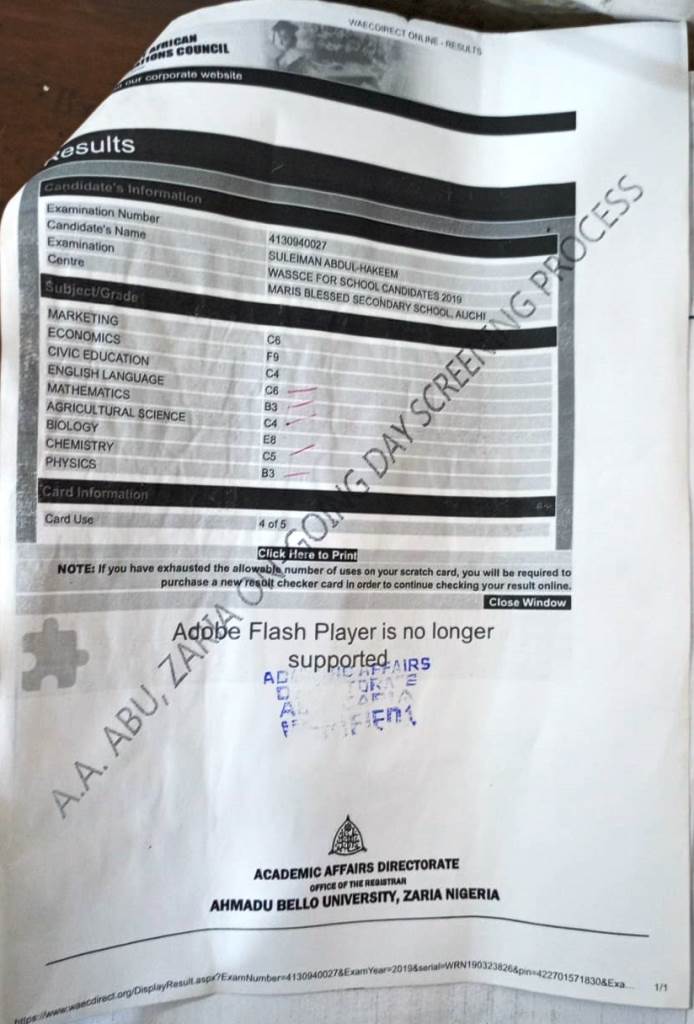 WAECDIRECT ONLINE - RESULTS
AFRICAN
IONS COUNCIL
our corporate website
esults
Candidate's Information
Examination Number 4130940027
Candidate's Name SULEIMAN ABDUL-HAKEEM
Examination WASSCE FOR SCHOOL CANDIDATES 2019
Centre MARIS BLESSED SECONDARY SCHOOL, AUCHI
Subject/Grade
MARKETING C6
ECONOMICS F9
CIVIC EDUCATION C4
ENGLISH LANGUAGE C6
MATHEMATICS B3
AGRICULTURAL SCIENCE C4
BIOLOGY E8
CHEMISTRY C5
PHYSICS B3
Card Information
Card Use 4 of 5
Click Here to Print
NOTE: If you have exhausted the allowable number of uses on your scratch card, you will be required to
purchase a new result checker card in order to continue checking your result online.
Close Window
Adobe Flash Player is no longer
supported
AFFAIRS
A.A. ABU, ZARIA ON GOING DAY SCREENING PROCESS
ACADEMIC AFFAIRS DIRECTORATE
OFFICE OF THE REGISTRAR
AHMADU BELLO UNIVERSITY, ZARIA NIGERIA
https://www.waecdirect.org/DisplayResult.aspx?ExamNumber=4130940027&ExamYear=2019&serial=WRN190323826&pin=422701571830&Exa... 1/1